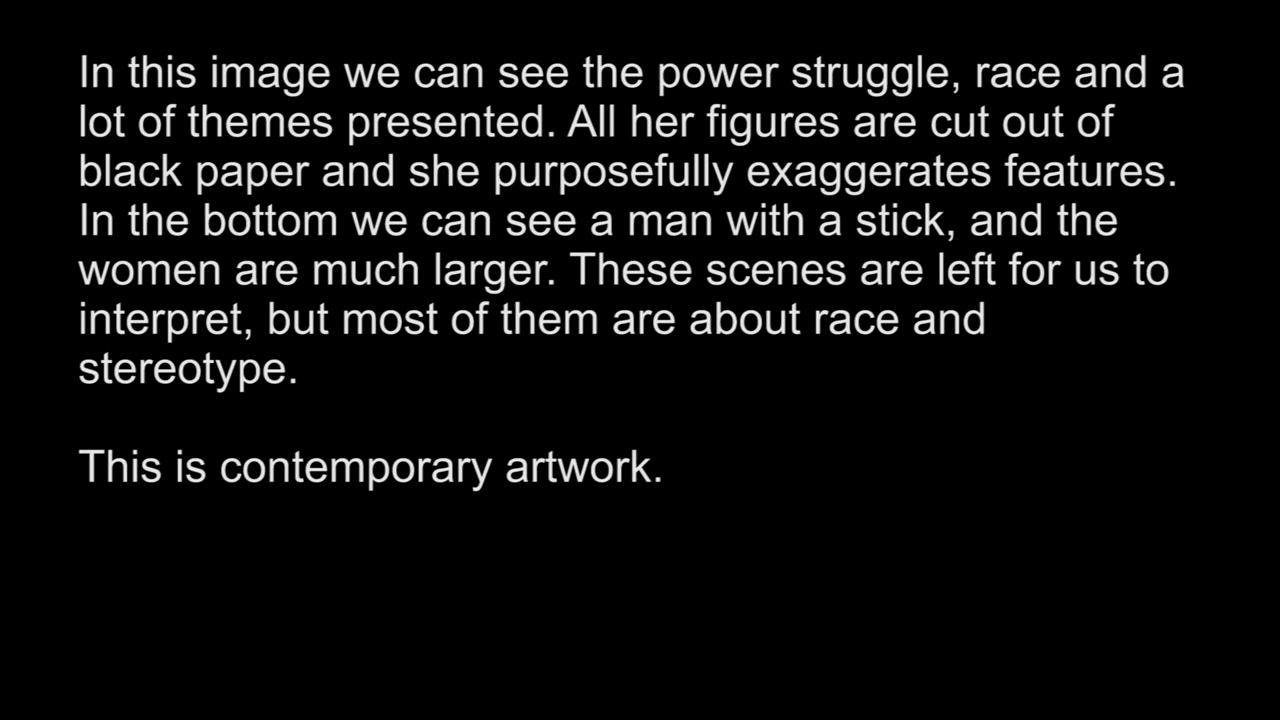 In this image we can see the power struggle, race and a
lot of themes presented. All her figures are cut out of
black paper and she purposefully exaggerates features.
In the bottom we can see a man with a stick, and the
women are much larger. These scenes are left for us to
interpret, but most of them are about race and
stereotype.
This is contemporary artwork.